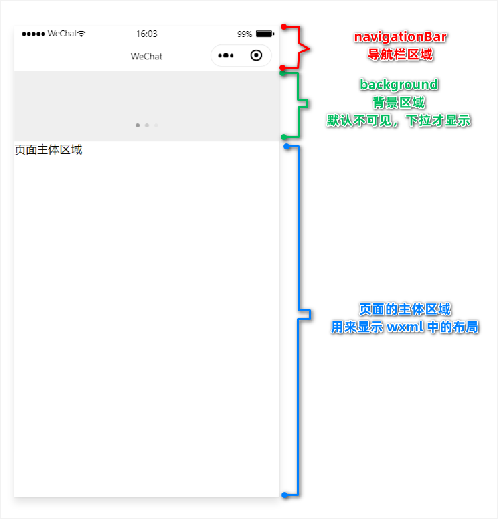 WeChat 16:03 99%
WeChat
页面主体区域
navigationBar
导航栏区域
background
背景区域
默认不可见，下拉才显示
页面的主体区域
用来显示 wxml 中的布局